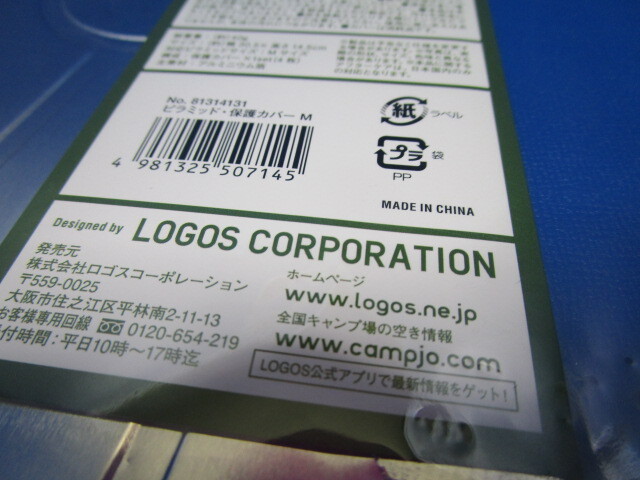 Mサイズ
No. 81314131
ピラミッド・保護カバー M
4 981325 507145
紙 ラベル
プラ 袋
PP
MADE IN CHINA
Designed by LOGOS CORPORATION
発売元
株式会社ロゴスコーポレーション
〒559-0025
大阪市住之江区平林南2-11-13
お客様専用回線 0120-654-219
付時間：平日10時～17時迄
ホームページ
www.logos.ne.jp
全国キャンプ場の空き情報
www.campjo.com
LOGOS公式アプリで最新情報をゲット！